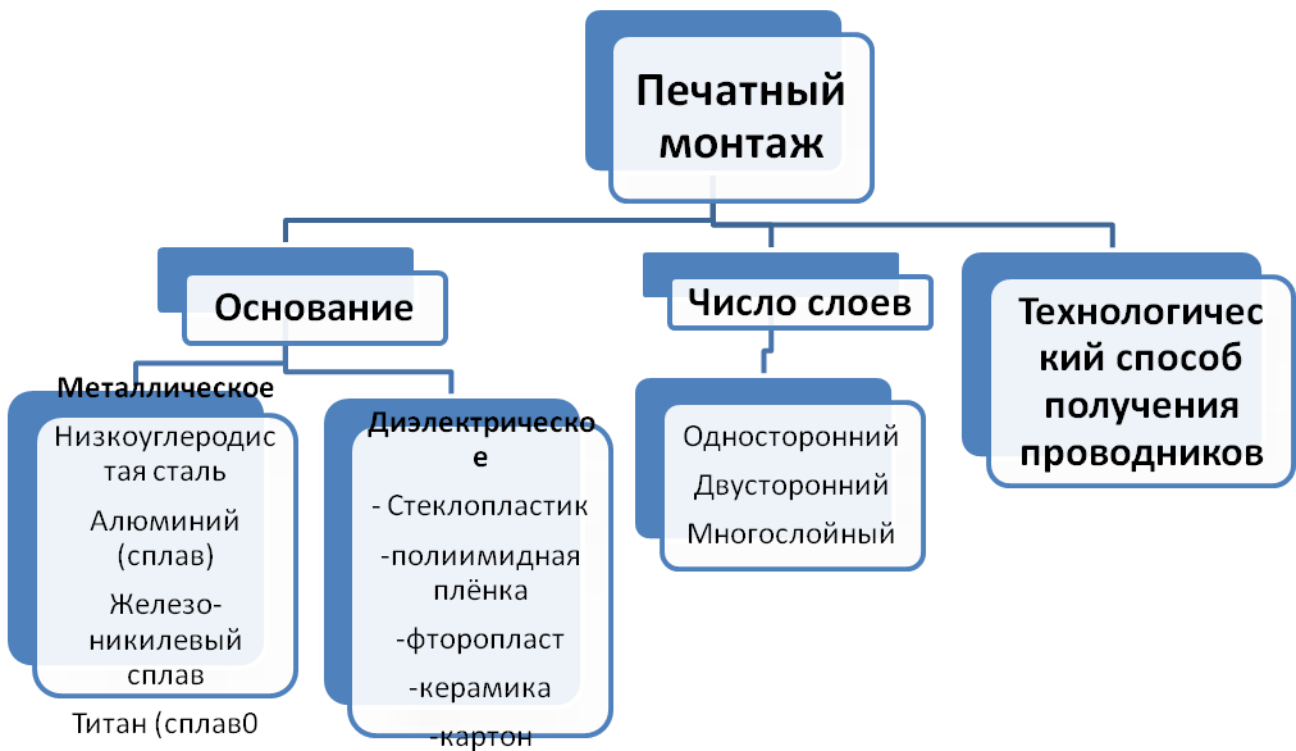 Печатный
монтаж
Основание
Число слоев
Технологичес
кий способ
получения
проводников
Металлическое
Низкоуглеродис
тая сталь
Алюминий
(сплав)
Железо-
никилевый
сплав
Титан (сплав0
Диэлектрическо
е
- Стеклопластик
-полиимидная
плёнка
-фторопласт
-керамика
-картон
Односторонний
Двусторонний
Многослойный